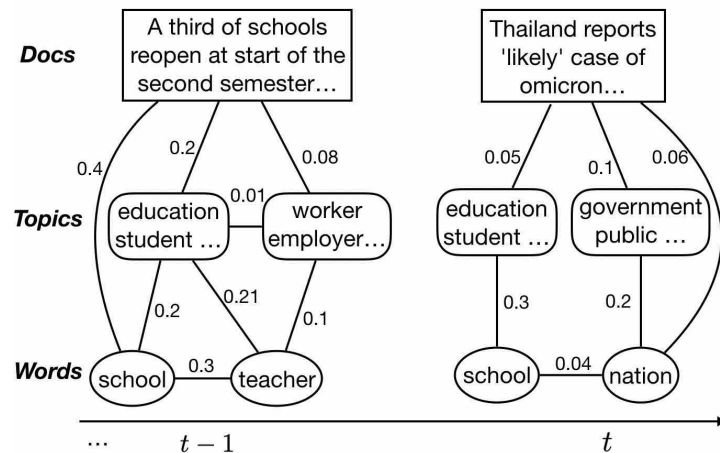 Docs
A third of schools
reopen at start of the
second semester…
Thailand reports
'likely' case of
omicron…
0.4
0.2
0.08
0.05
0.1
0.06
Topics
education
student ...
0.01
worker
employer…
education
student ...
government
public ...
0.2
0.21
0.1
0.3
0.2
Words
school
0.3
teacher
school
0.04
nation
...
t − 1
t